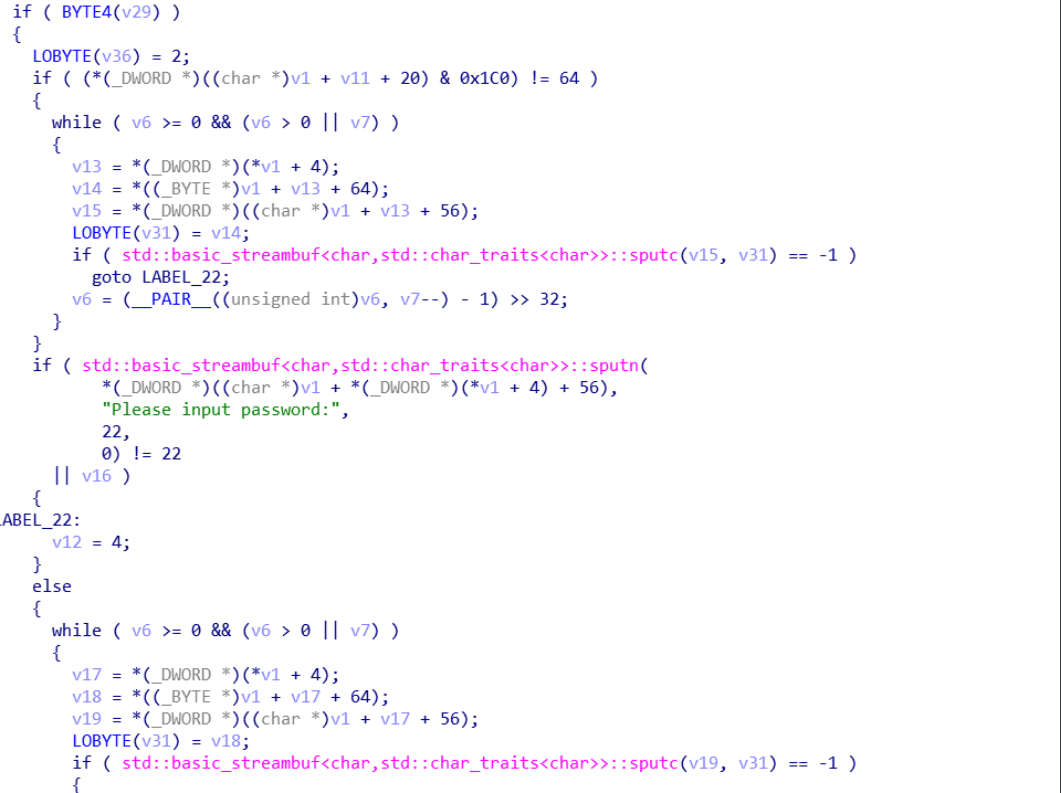 if ( BYTE4(v29) )
{
LOBYTE(v36) = 2;
if ( (*(_DWORD *)((char *)v1 + v11 + 20) & 0x1C0) != 64 )
{
while ( v6 >= 0 && (v6 > 0 || v7) )
{
v13 = *(_DWORD *)(*v1 + 4);
v14 = *((_BYTE *)v1 + v13 + 64);
v15 = *(_DWORD *)((char *)v1 + v13 + 56);
LOBYTE(v31) = v14;
if ( std::basic_streambuf<char,std::char_traits<char>>::sputc(v15, v31) == -1 )
goto LABEL_22;
v6 = (__PAIR__((unsigned int)v6, v7--) - 1) >> 32;
}
}
if ( std::basic_streambuf<char,std::char_traits<char>>::sputn(
*(_DWORD *)((char *)v1 + *(_DWORD *)(*v1 + 4) + 56),
"Please input password:",
22,
0) != 22
|| v16 )
{
LABEL_22:
v12 = 4;
}
else
{
while ( v6 >= 0 && (v6 > 0 || v7) )
{
v17 = *(_DWORD *)(*v1 + 4);
v18 = *((_BYTE *)v1 + v17 + 64);
v19 = *(_DWORD *)((char *)v1 + v17 + 56);
LOBYTE(v31) = v18;
if ( std::basic_streambuf<char,std::char_traits<char>>::sputc(v19, v31) == -1 )
{